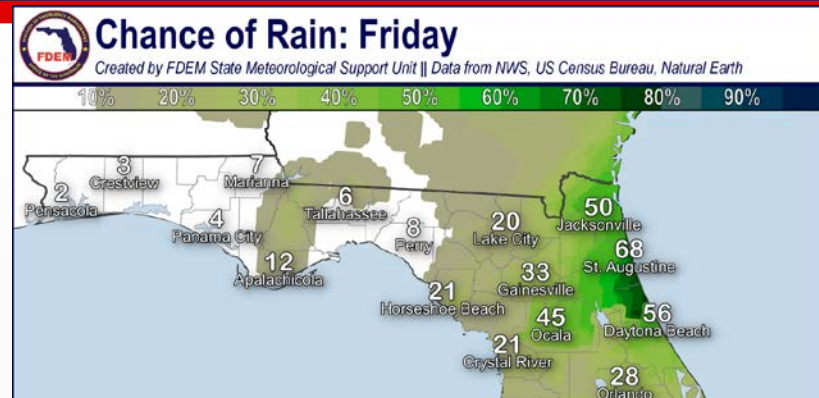 Chance of Rain: Friday
FDEM
Created by FDEM State Meteorological Support Unit || Data from NWS, US Census Bureau, Natural Earth
10% 20% 30% 40% 50% 60% 70% 80% 90%
3
Crestview
7
Marianna
2
Pensacola
6
Tallahassee
4
Panama City
8
Perry
20
Lake City
50
Jacksonville
12
Apalachicola
68
St. Augustine
33
Gainesville
21
Horseshoe Beach
45
Ocala
56
Daytona Beach
21
Crystal River
28
Orlando